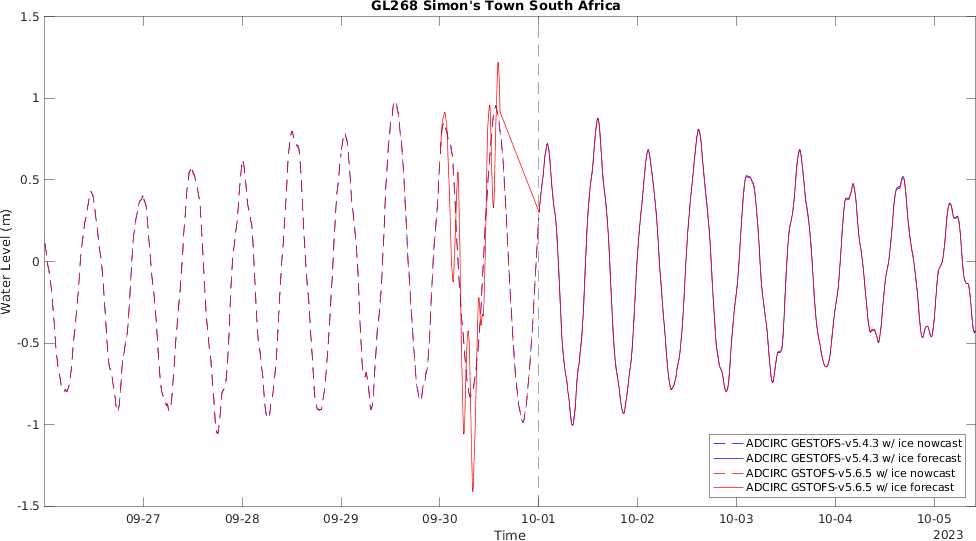 GL268 Simon's Town South Africa
1.5
1
0.5
0
-0.5
-1
-1.5
Water Level (m)
09-27
09-28
09-29
09-30
10-01
10-02
10-03
10-04
10-05
2023
Time
ADCIRC GESTOFS-v5.4.3 w/ ice nowcast
ADCIRC GESTOFS-v5.4.3 w/ ice forecast
ADCIRC GSTOFS-v5.6.5 w/ ice nowcast
ADCIRC GSTOFS-v5.6.5 w/ ice forecast